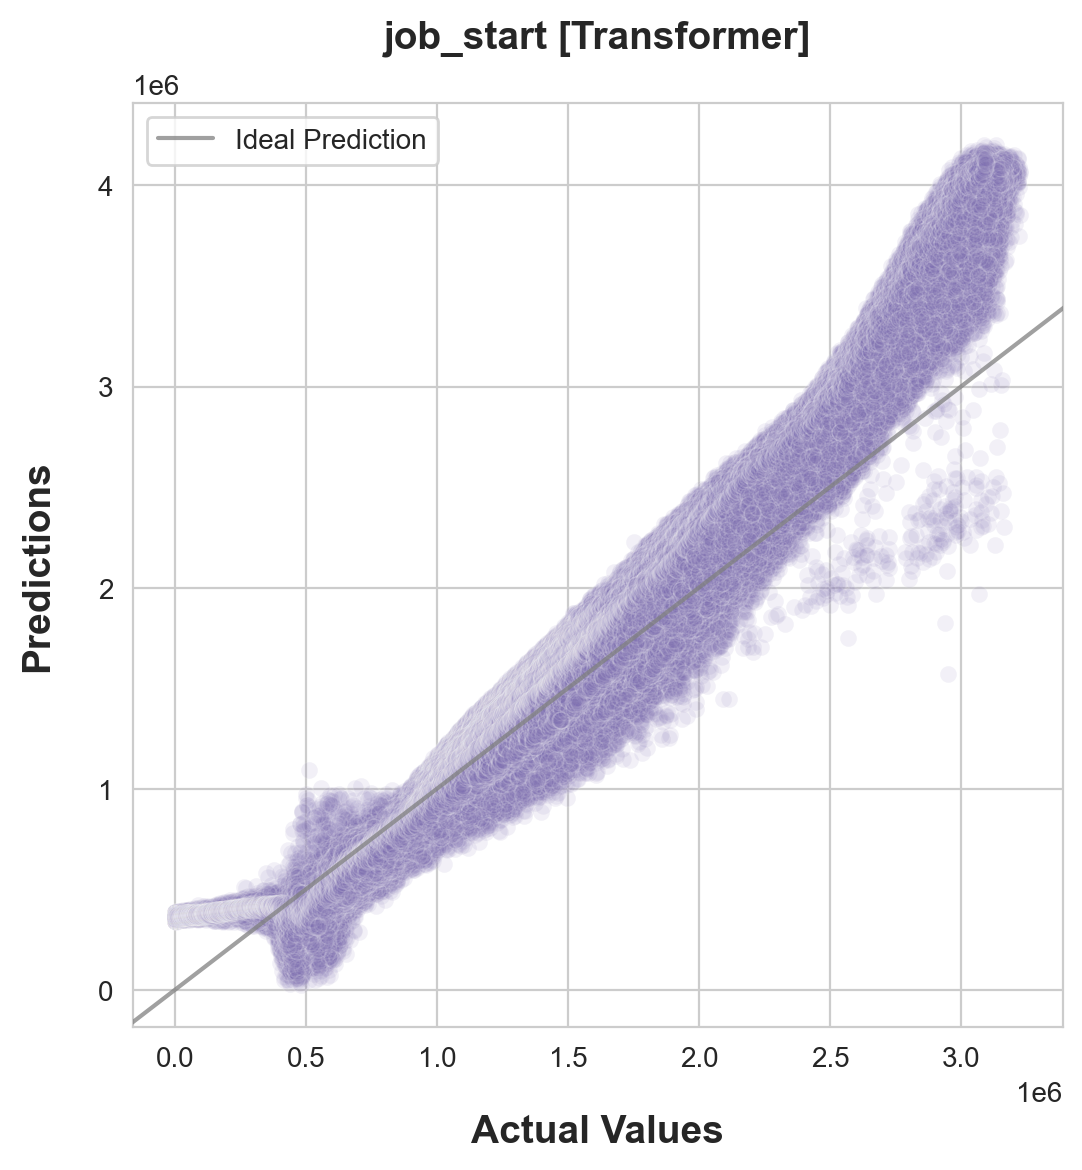 job_start [Transformer]
1e6
Ideal Prediction
4
3
2
1
0
Predictions
0.0 0.5 1.0 1.5 2.0 2.5 3.0
1e6
Actual Values